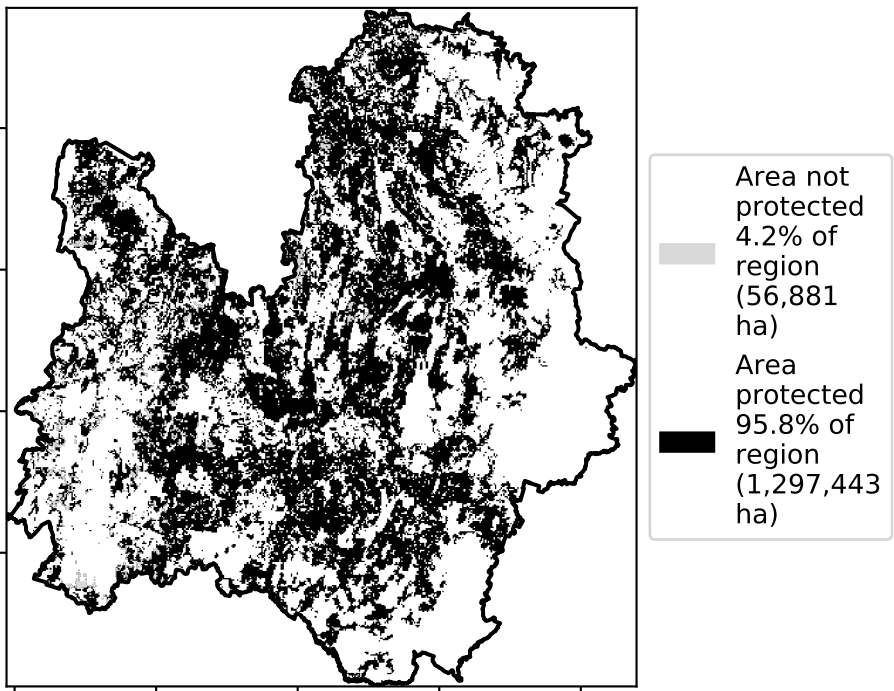 Area not
protected
4.2% of
region
(56,881
ha)
Area
protected
95.8% of
region
(1,297,443
ha)